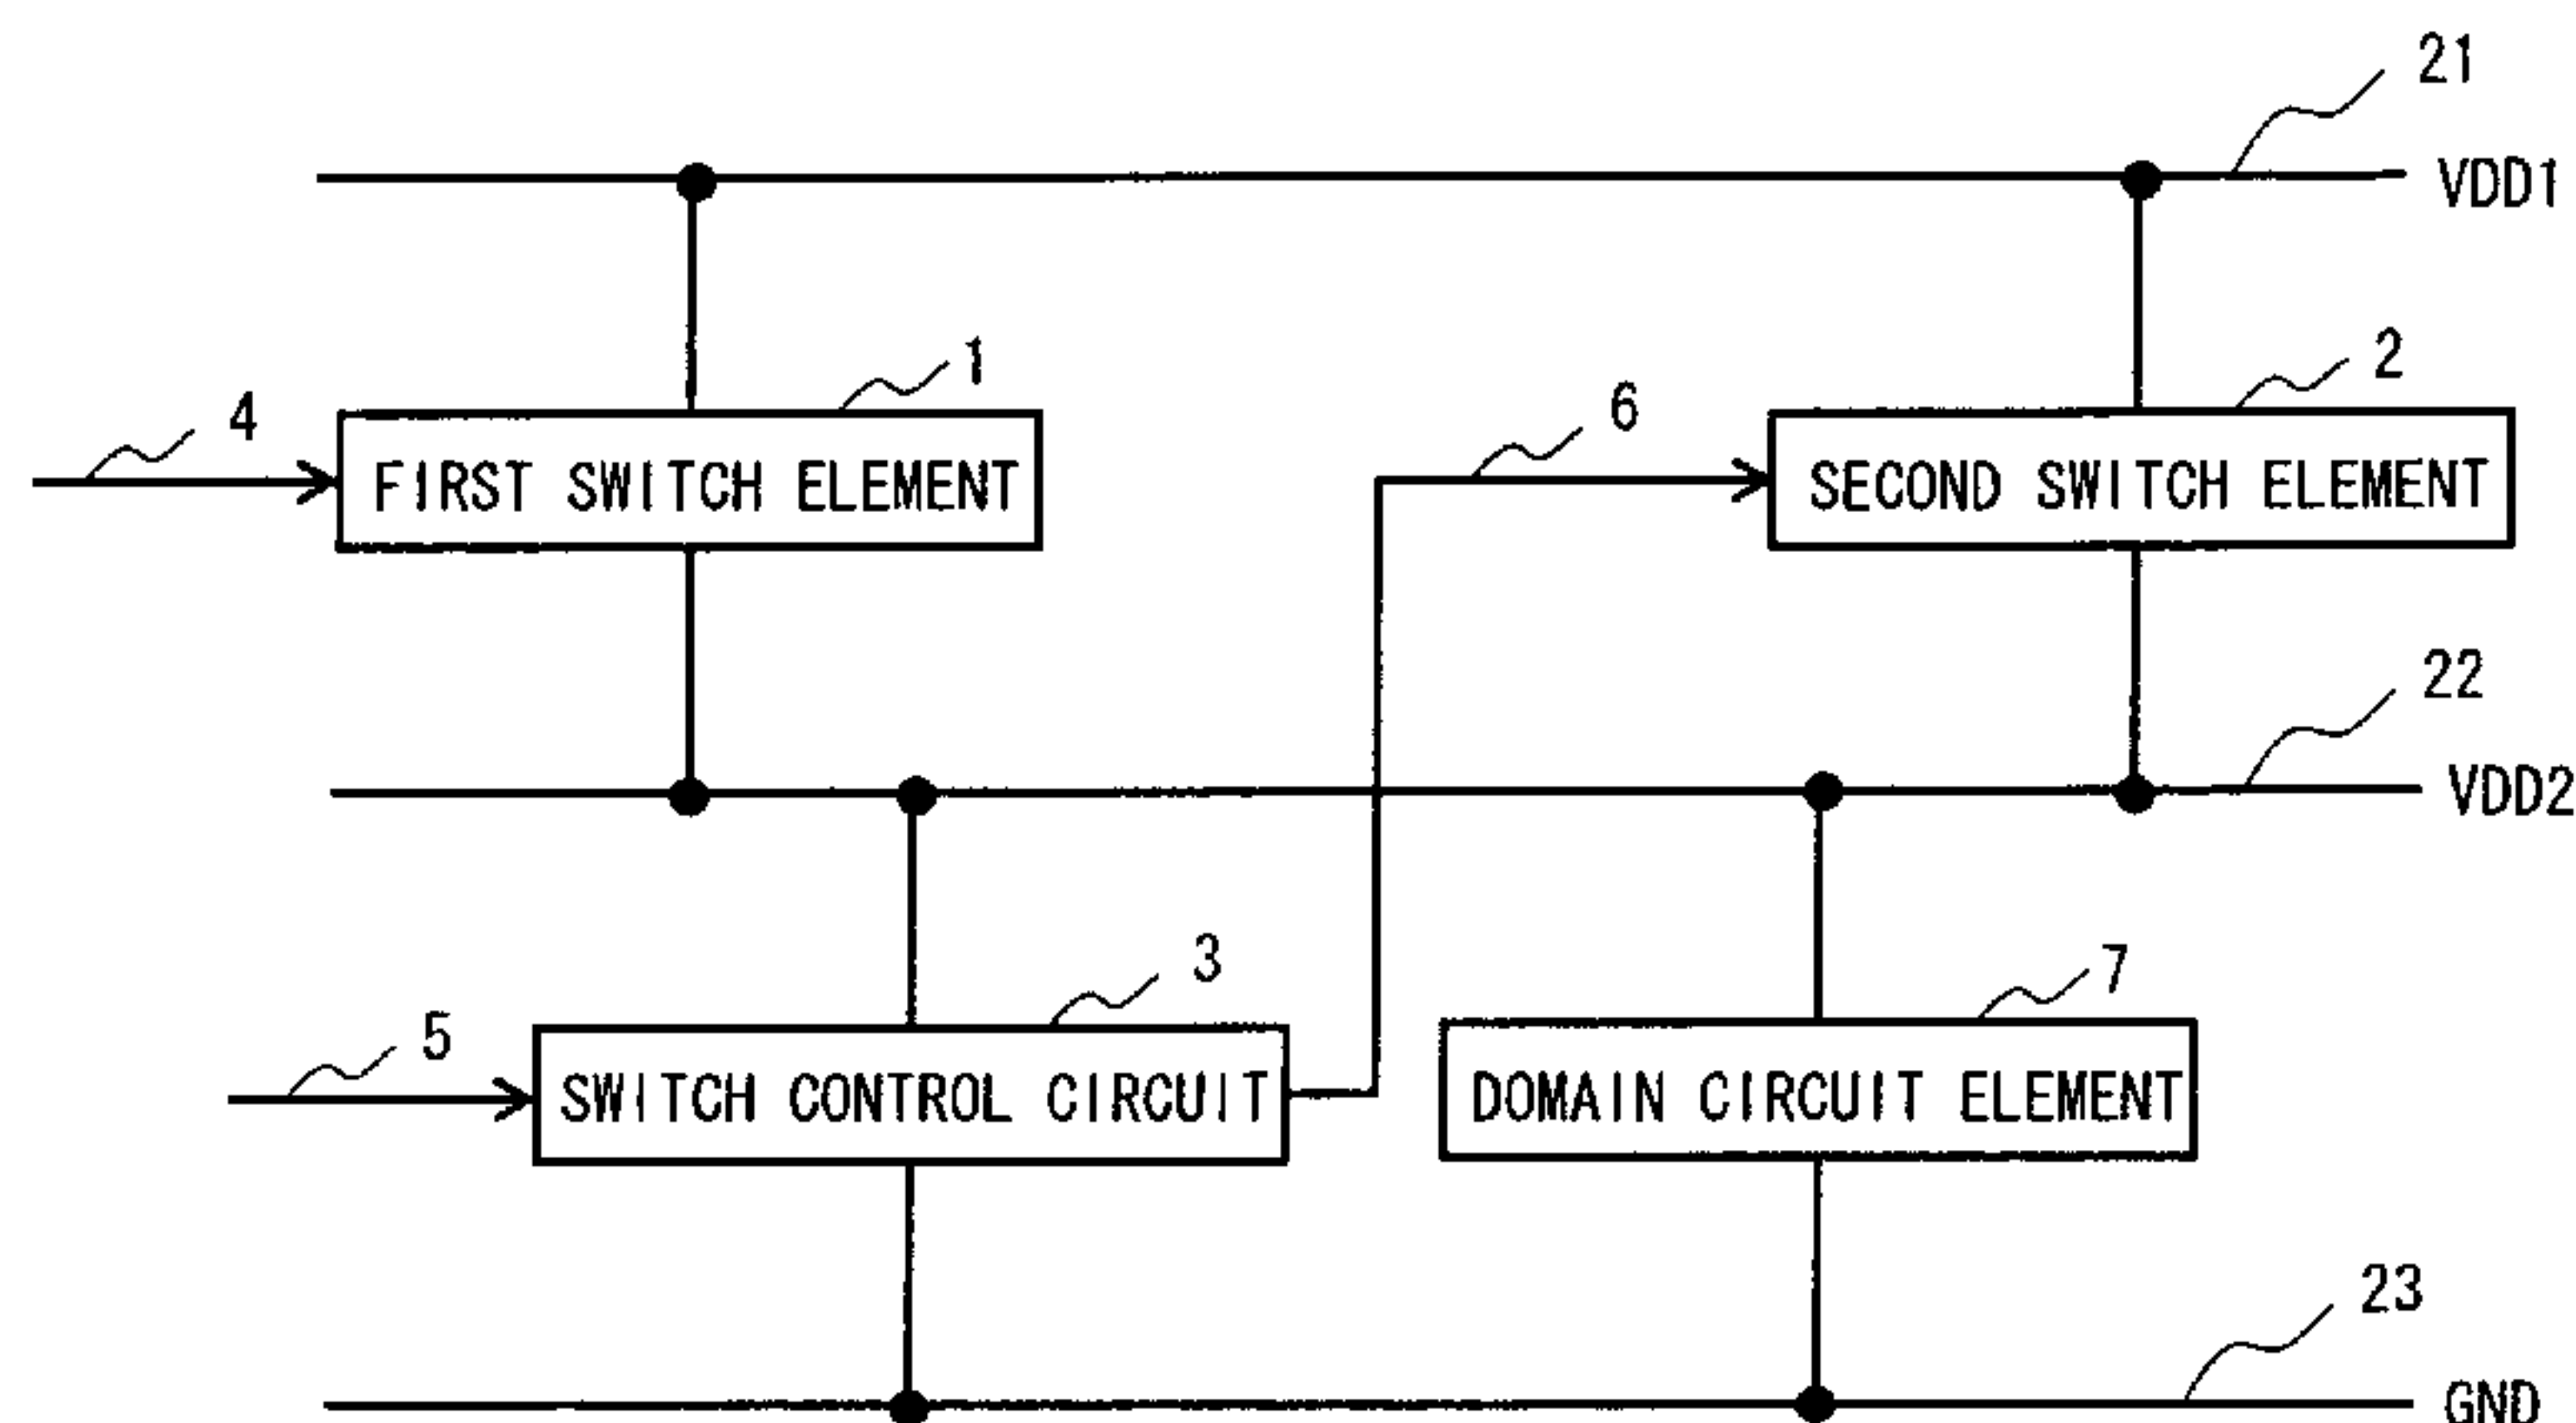 21
VDD1
1
2
4
6
FIRST SWITCH ELEMENT
SECOND SWITCH ELEMENT
22
VDD2
3
7
5
SWITCH CONTROL CIRCUIT
DOMAIN CIRCUIT ELEMENT
23
GND